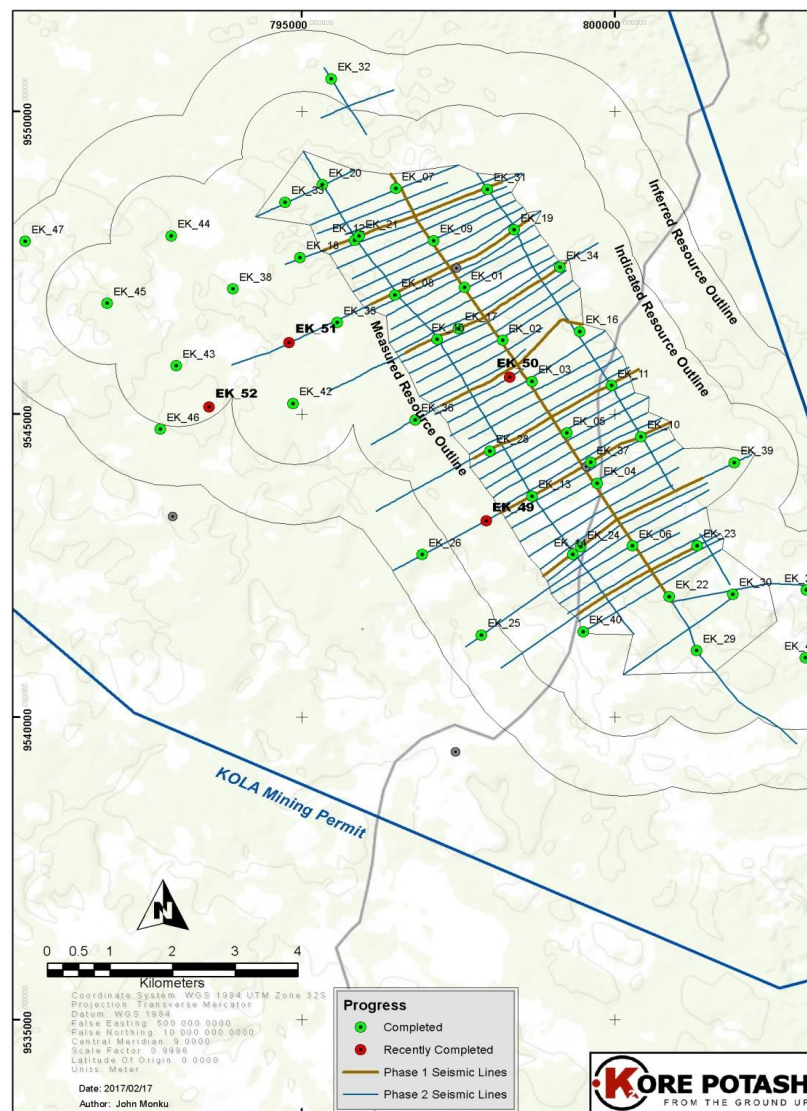 795000
800000
9550000
9545000
9540000
9535000
EK_32
EK_20
EK_33
EK_07
EK_31
EK_47
EK_44
EK_12
EK_21
EK_09
EK_19
EK_18
EK_34
EK_45
EK_38
EK_08
EK_01
EK_35
EK_17
EK_16
EK_51
EK_02
EK_43
EK_50
EK_03
EK_11
EK_52
EK_42
EK_36
EK_46
EK_05
EK_10
EK_28
EK_37
EK_39
EK_04
EK_13
EK_49
EK_26
EK_14
EK_24
EK_06
EK_23
EK_22
EK_30
EK_25
EK_40
EK_29
Inferred Resource Outline
Indicated Resource Outline
Measured Resource Outline
KOLA Mining Permit
N
0 0.5 1 2 3 4
Kilometers
Coordinate System: WGS 1984 UTM Zone 32S
Projection: Transverse Mercator
Datum: WGS 1984
False Easting: 500 000.0000
False Northing: 10 000 000.0000
Central Meridian: 9.0000
Scale Factor: 0.9996
Latitude Of Origin: 0.0000
Units: Meter
Date: 2017/02/17
Author: John Monku
Progress
Completed
Recently Completed
Phase 1 Seismic Lines
Phase 2 Seismic Lines
KORE POTASH
FROM THE GROUND UP